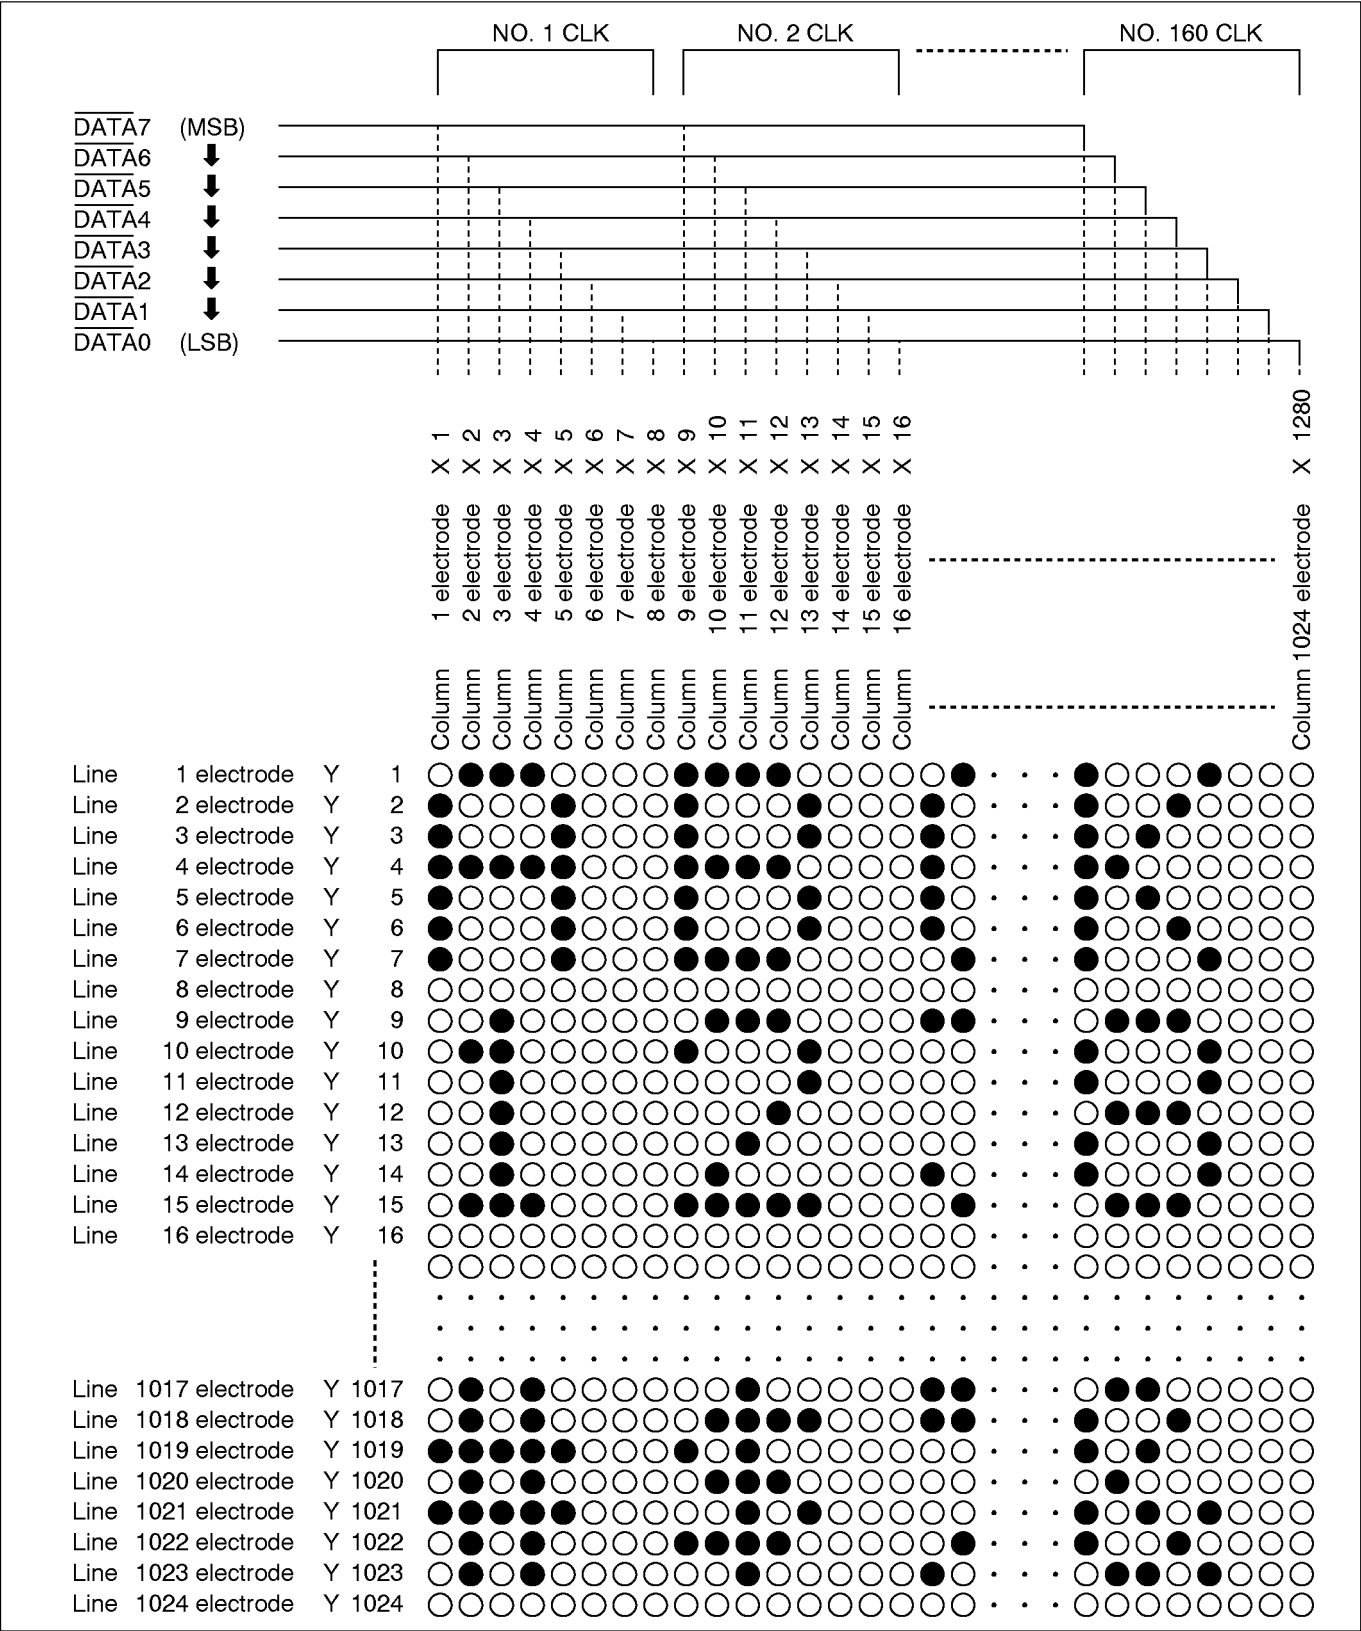 NO. 1 CLK NO. 2 CLK NO. 160 CLK
DATA7 (MSB)
DATA6
DATA5
DATA4
DATA3
DATA2
DATA1
DATA0 (LSB)
Column 1 electrode X 1
Column 2 electrode X 2
Column 3 electrode X 3
Column 4 electrode X 4
Column 5 electrode X 5
Column 6 electrode X 6
Column 7 electrode X 7
Column 8 electrode X 8
Column 9 electrode X 9
Column 10 electrode X 10
Column 11 electrode X 11
Column 12 electrode X 12
Column 13 electrode X 13
Column 14 electrode X 14
Column 15 electrode X 15
Column 16 electrode X 16
Column 1024 electrode X 1280
Line 1 electrode Y 1
Line 2 electrode Y 2
Line 3 electrode Y 3
Line 4 electrode Y 4
Line 5 electrode Y 5
Line 6 electrode Y 6
Line 7 electrode Y 7
Line 8 electrode Y 8
Line 9 electrode Y 9
Line 10 electrode Y 10
Line 11 electrode Y 11
Line 12 electrode Y 12
Line 13 electrode Y 13
Line 14 electrode Y 14
Line 15 electrode Y 15
Line 16 electrode Y 16
Line 1017 electrode Y 1017
Line 1018 electrode Y 1018
Line 1019 electrode Y 1019
Line 1020 electrode Y 1020
Line 1021 electrode Y 1021
Line 1022 electrode Y 1022
Line 1023 electrode Y 1023
Line 1024 electrode Y 1024